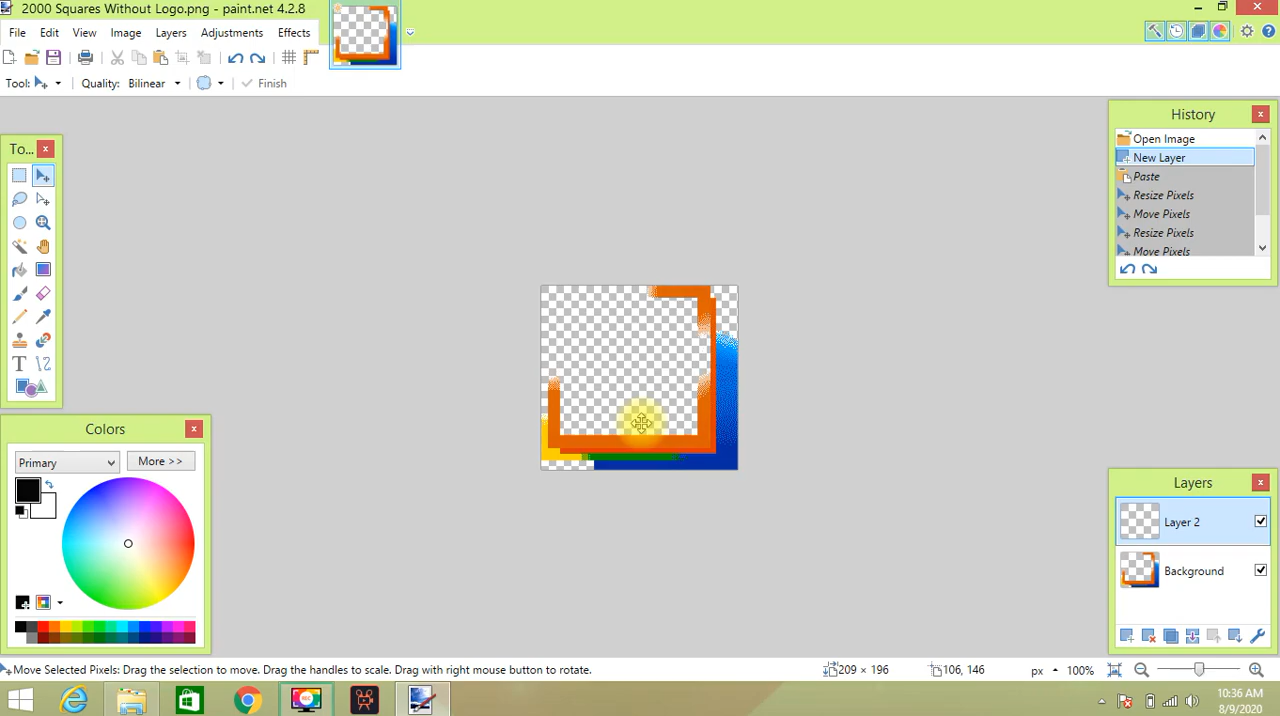 2000 Squares Without Logo.png - paint.net 4.2.8
File Edit View Image Layers Adjustments Effects
Tool: Quality: Bilinear Finish
To...
Colors
Primary More >>
History
Open Image
New Layer
Paste
Resize Pixels
Move Pixels
Resize Pixels
Move Pixels
Layers
Layer 2
Background
Move Selected Pixels: Drag the selection to move. Drag the handles to scale. Drag with right mouse button to rotate. 209 × 196 106, 146 px 100%
10:36 AM
8/9/2020